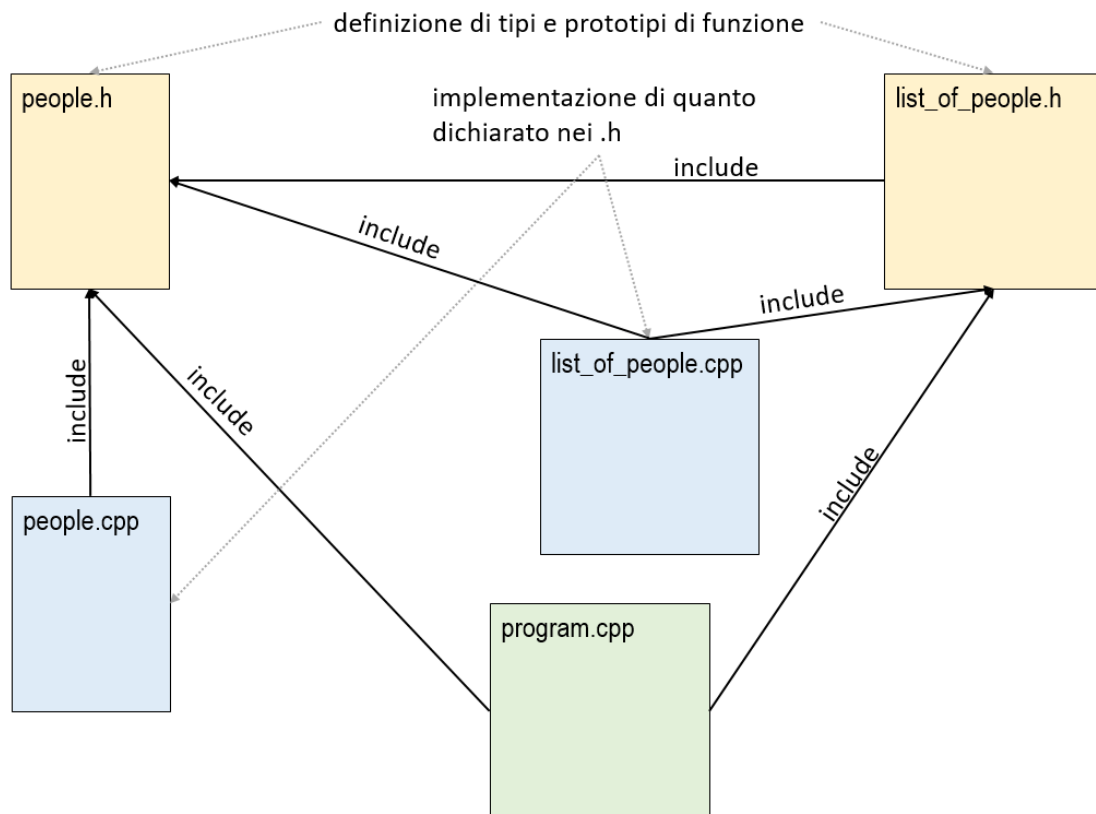 definizione di tipi e prototipi di funzione
people.h
list_of_people.h
implementazione di quanto
dichiarato nei .h
include
include
include
list_of_people.cpp
include
include
include
people.cpp
program.cpp